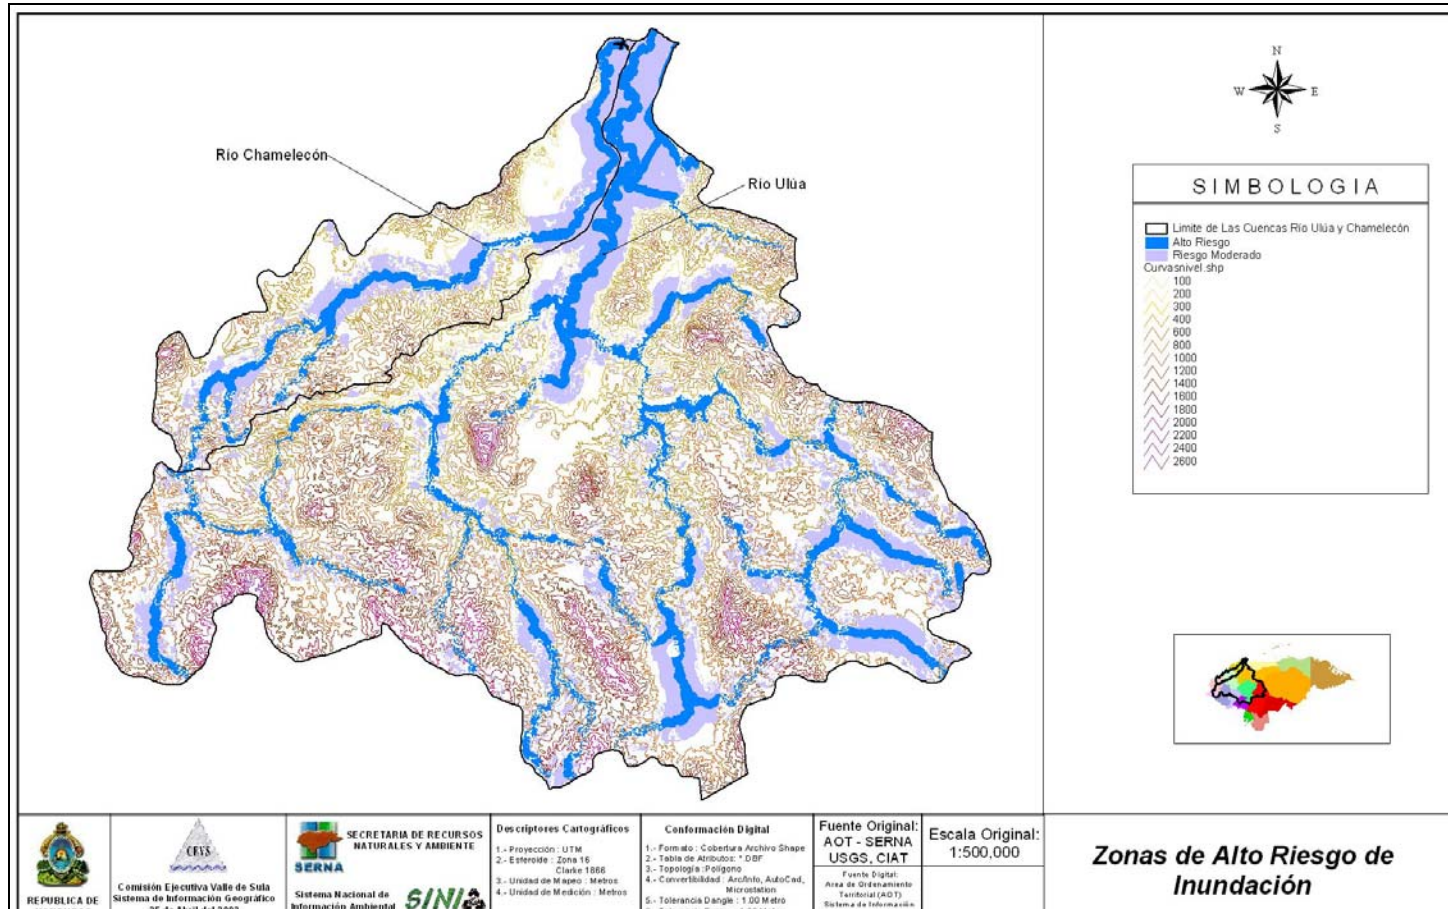 Río Chamelecón
Río Ulúa
N
W
E
S
SIMBOLOGIA
Limite de Las Cuencas Río Ulúa y Chamelecón
Alto Riesgo
Riesgo Moderado
Curvasnivel.shp
100
200
300
400
600
800
1000
1200
1400
1600
1800
2000
2200
2400
2600
REPUBLICA DE
CEVS
Comisión Ejecutiva Valle de Sula
Sistema de Información Geográfico
SERNA
SECRETARIA DE RECURSOS
NATURALES Y AMBIENTE
Sistema Nacional de
Información Ambiental
SINI
Descriptores Cartográficos
1.- Proyección : UTM
2.- Esferoide : Zona 16
Clarke 1866
3.- Unidad de Mapeo : Metros
4.- Unidad de Medición : Metros
Conformación Digital
1.- Formato : Cobertura Archivo Shape
2.- Tabla de Atributos: *.DBF
3.- Topología :Polígono
4.- Convertibilidad : Arc/Info, AutoCad,
Microstation
5.- Tolerancia Dangle : 1.00 Metro
Fuente Original:
AOT - SERNA
USGS, CIAT
Fuente Digital:
Area de Ordenamiento
Territorial (AOT)
Sistema de Información
Escala Original:
1:500,000
Zonas de Alto Riesgo de
Inundación